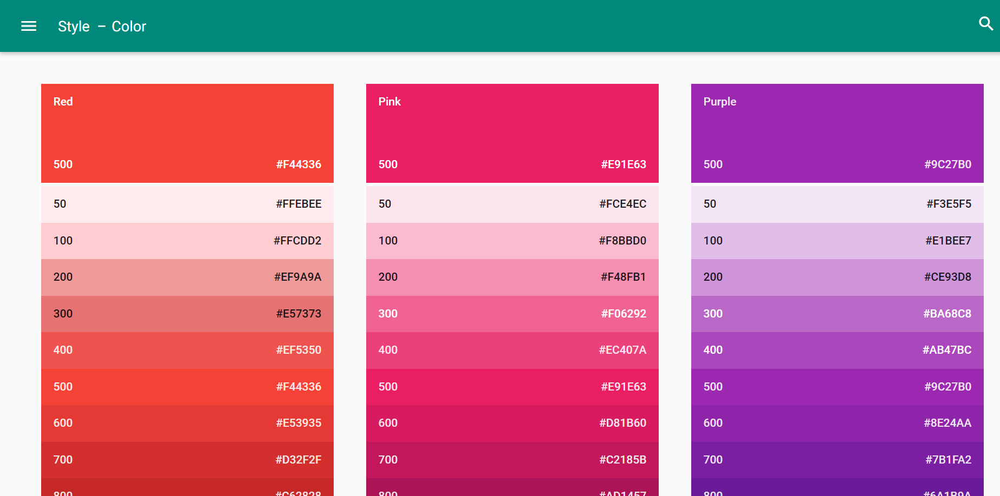 Style – Color
Red
500 #F44336
50 #FFEBEE
100 #FFCDD2
200 #EF9A9A
300 #E57373
400 #EF5350
500 #F44336
600 #E53935
700 #D32F2F
800 #C62828
Pink
500 #E91E63
50 #FCE4EC
100 #F8BBD0
200 #F48FB1
300 #F06292
400 #EC407A
500 #E91E63
600 #D81B60
700 #C2185B
800 #AD1457
Purple
500 #9C27B0
50 #F3E5F5
100 #E1BEE7
200 #CE93D8
300 #BA68C8
400 #AB47BC
500 #9C27B0
600 #8E24AA
700 #7B1FA2
800 #6A1B9A